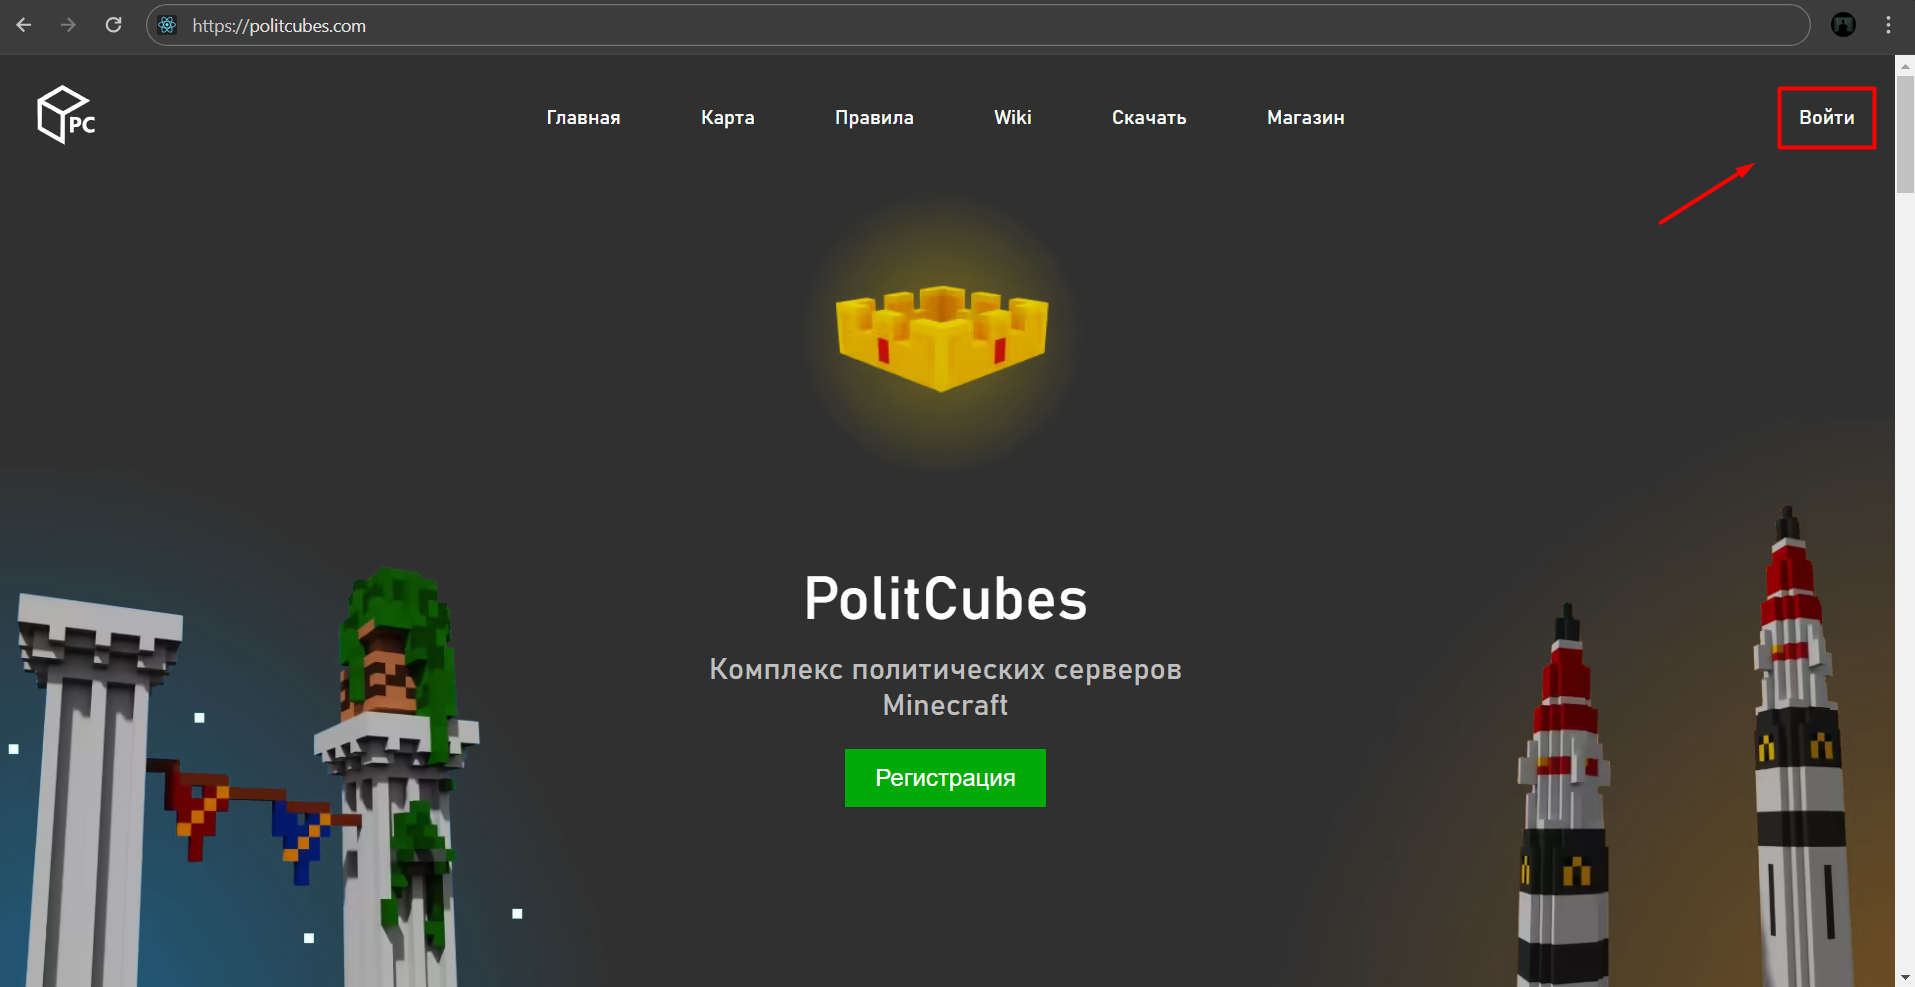 https://politcubes.com
PC
Главная
Карта
Правила
Wiki
Скачать
Магазин
Войти
PolitCubes
Комплекс политических серверов
Minecraft
Регистрация